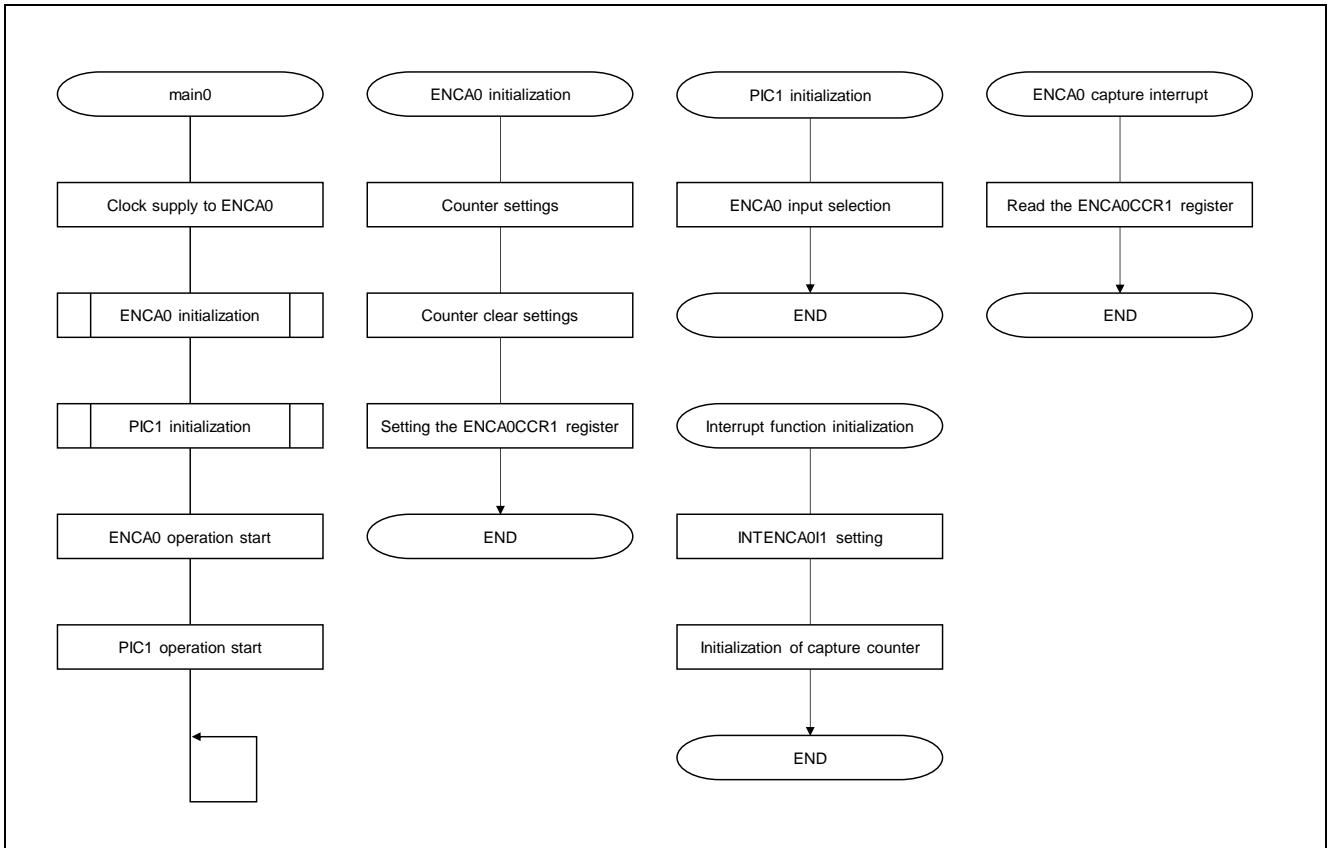 main0
Clock supply to ENCA0
ENCA0 initialization
PIC1 initialization
ENCA0 operation start
PIC1 operation start
ENCA0 initialization
Counter settings
Counter clear settings
Setting the ENCA0CCR1 register
END
PIC1 initialization
ENCA0 input selection
END
Interrupt function initialization
INTENCA0I1 setting
Initialization of capture counter
END
ENCA0 capture interrupt
Read the ENCA0CCR1 register
END